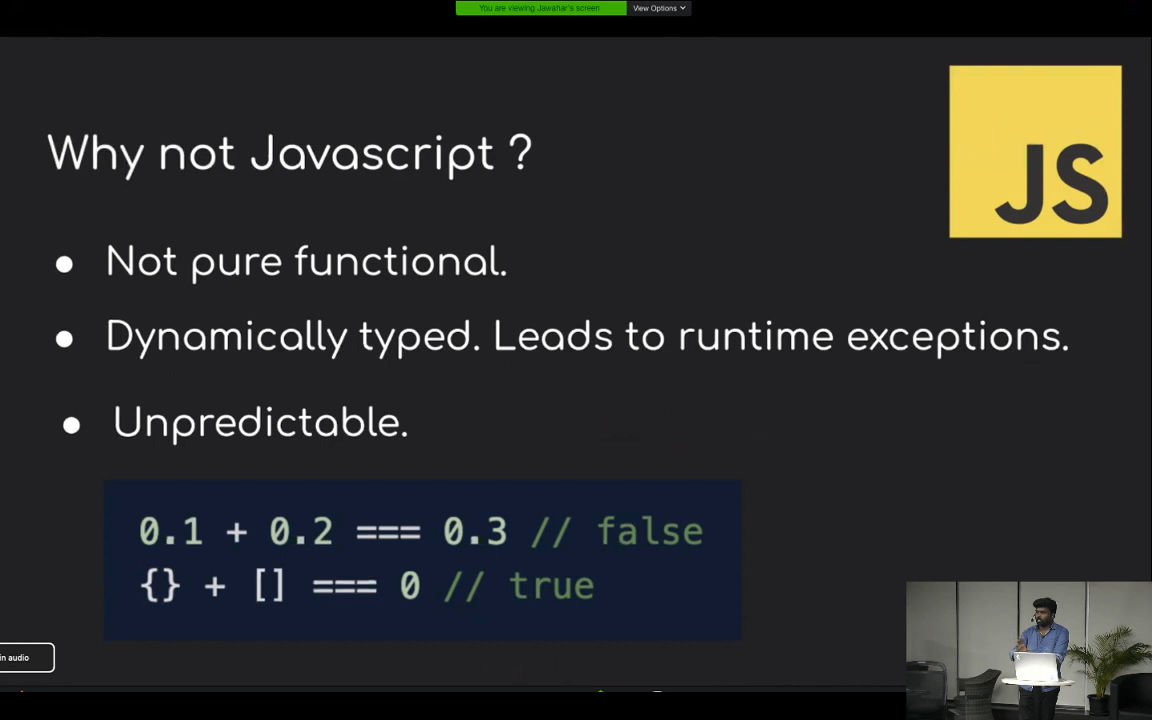 You are viewing Jawahar's screen
View Options
JS
Why not Javascript ?
● Not pure functional.
● Dynamically typed. Leads to runtime exceptions.
● Unpredictable.
0.1 + 0.2 === 0.3 // false
{} + [] === 0 // true
in audio